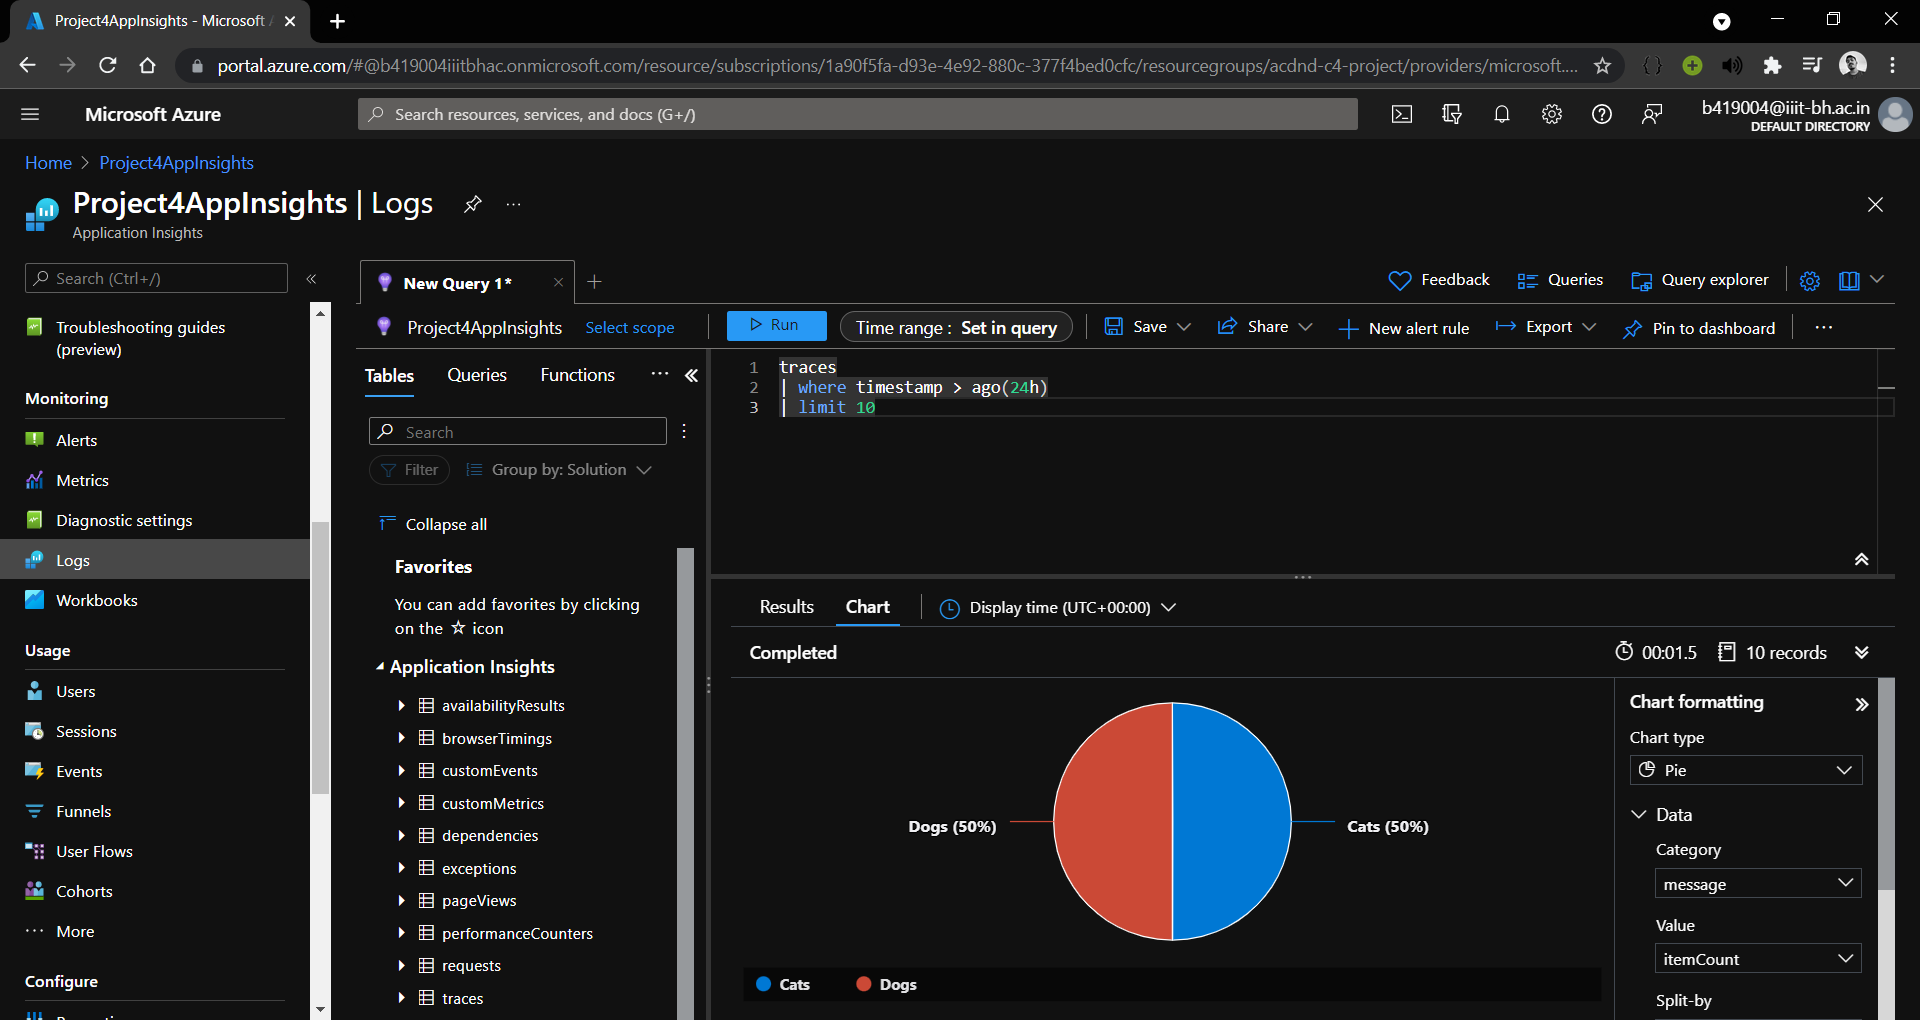 Project4AppInsights - Microsoft A
portal.azure.com/#@b419004iiitbhac.onmicrosoft.com/resource/subscriptions/1a90f5fa-d93e-4e92-880c-377f4bed0cfc/resourcegroups/acdnd-c4-project/providers/microsoft....
Microsoft Azure
Search resources, services, and docs (G+/)
b419004@iiit-bh.ac.in
DEFAULT DIRECTORY
Home > Project4AppInsights
Project4AppInsights | Logs
Application Insights
Search (Ctrl+/)
Troubleshooting guides
(preview)
Monitoring
Alerts
Metrics
Diagnostic settings
Logs
Workbooks
Usage
Users
Sessions
Events
Funnels
User Flows
Cohorts
More
Configure
New Query 1*
Feedback
Queries
Query explorer
Project4AppInsights
Select scope
Run
Time range : Set in query
Save
Share
New alert rule
Export
Pin to dashboard
Tables
Queries
Functions
Search
Filter
Group by: Solution
Collapse all
Favorites
You can add favorites by clicking
on the ☆ icon
Application Insights
availabilityResults
browserTimings
customEvents
customMetrics
dependencies
exceptions
pageViews
performanceCounters
requests
traces
1 traces
2 | where timestamp > ago(24h)
3 | limit 10
Results
Chart
Display time (UTC+00:00)
Completed
00:01.5
10 records
Dogs (50%)
Cats (50%)
Cats
Dogs
Chart formatting
Chart type
Pie
Data
Category
message
Value
itemCount
Split-by